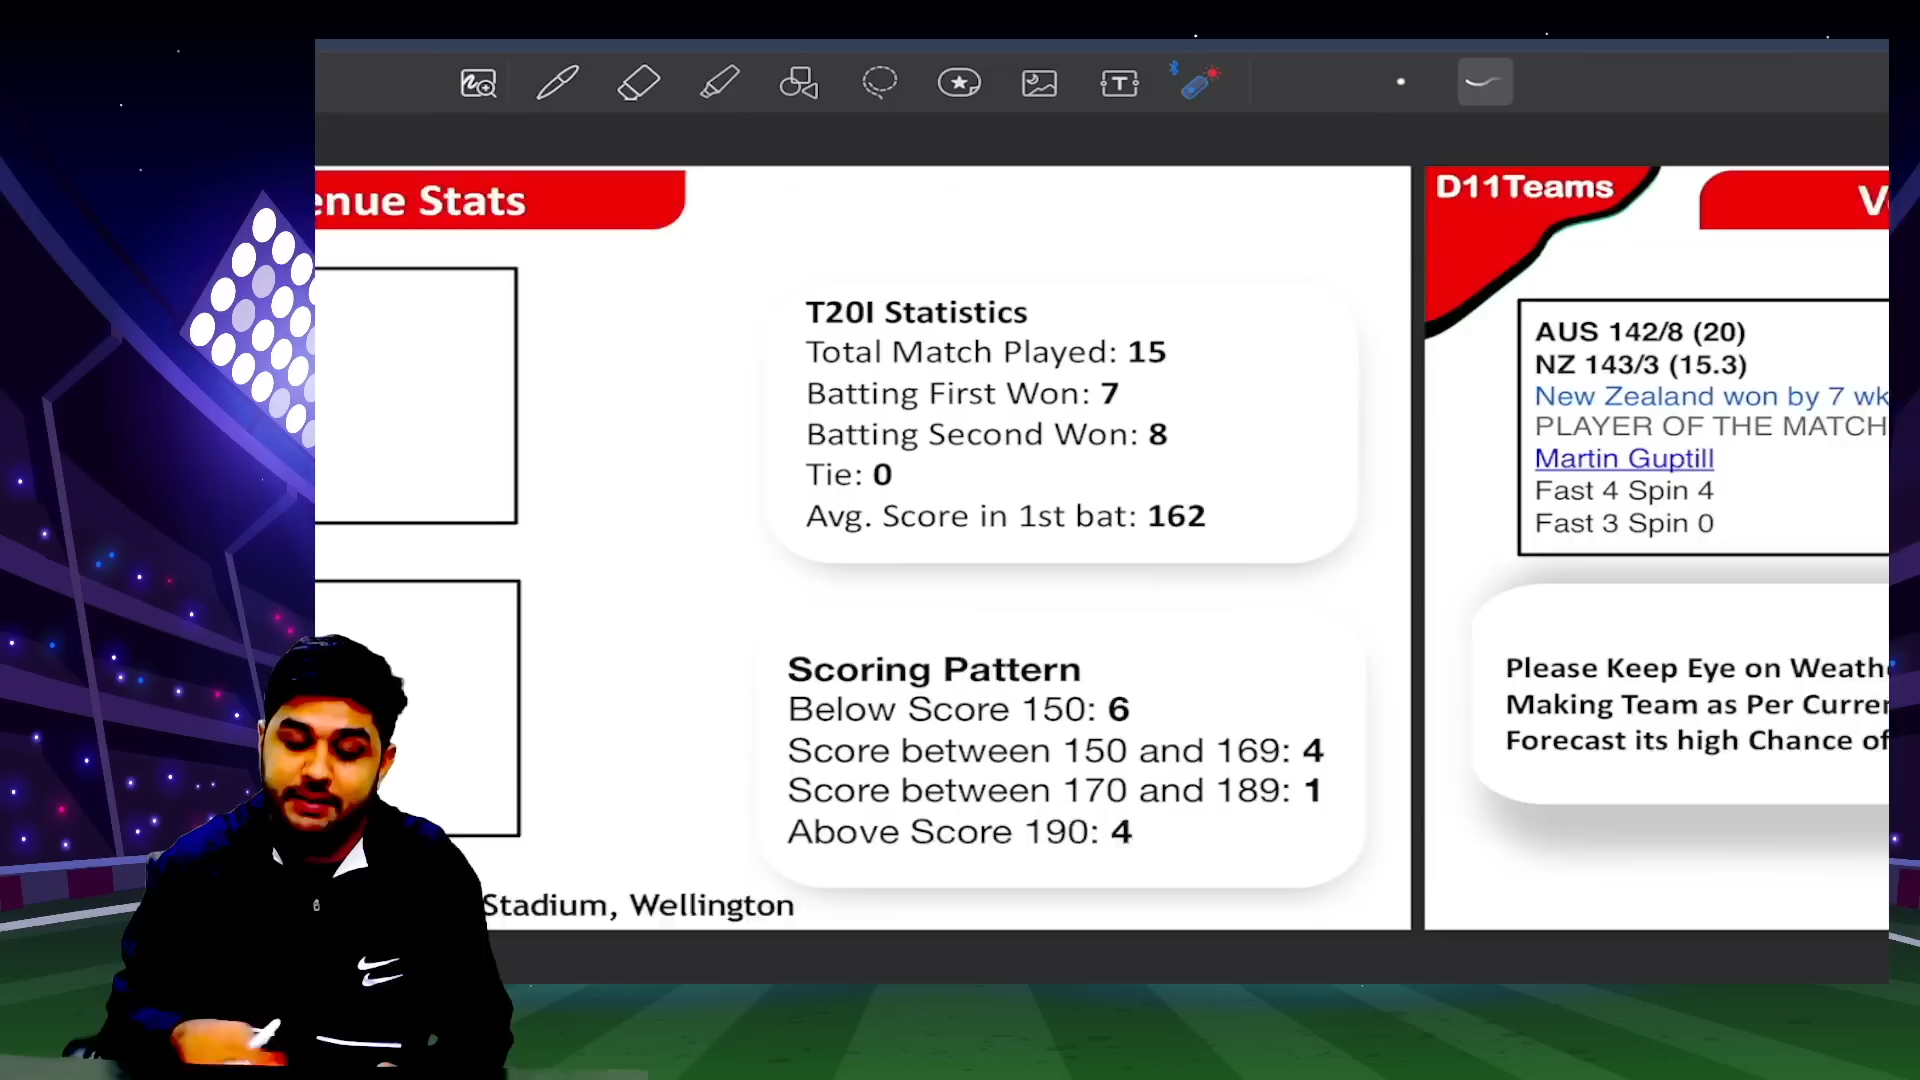 enue Stats
T20I Statistics
Total Match Played: 15
Batting First Won: 7
Batting Second Won: 8
Tie: 0
Avg. Score in 1st bat: 162
Scoring Pattern
Below Score 150: 6
Score between 150 and 169: 4
Score between 170 and 189: 1
Above Score 190: 4
Stadium, Wellington
D11Teams
V
AUS 142/8 (20)
NZ 143/3 (15.3)
New Zealand won by 7 wk
PLAYER OF THE MATCH
Martin Guptill
Fast 4 Spin 4
Fast 3 Spin 0
Please Keep Eye on Weathe
Making Team as Per Curren
Forecast its high Chance of